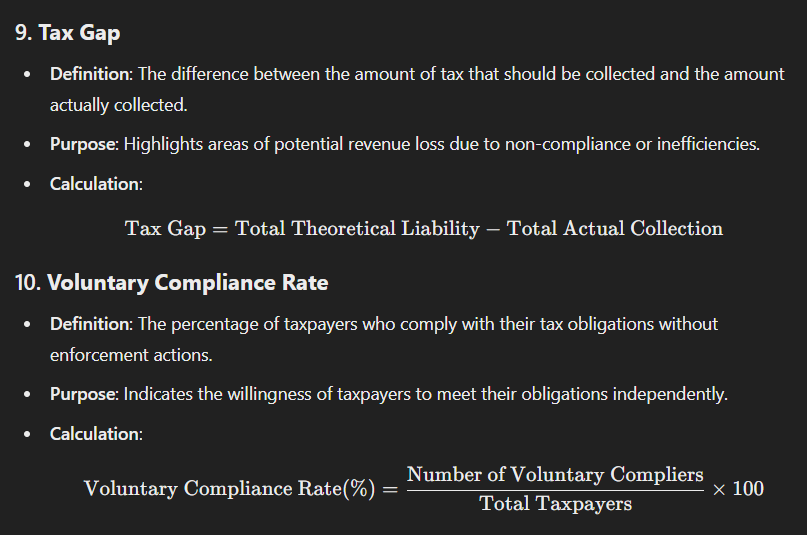 9. Tax Gap
• Definition: The difference between the amount of tax that should be collected and the amount
actually collected.
• Purpose: Highlights areas of potential revenue loss due to non-compliance or inefficiencies.
• Calculation:
Tax Gap = Total Theoretical Liability − Total Actual Collection
10. Voluntary Compliance Rate
• Definition: The percentage of taxpayers who comply with their tax obligations without
enforcement actions.
• Purpose: Indicates the willingness of taxpayers to meet their obligations independently.
• Calculation:
Voluntary Compliance Rate(%) =
Number of Voluntary Compliers
Total Taxpayers
× 100